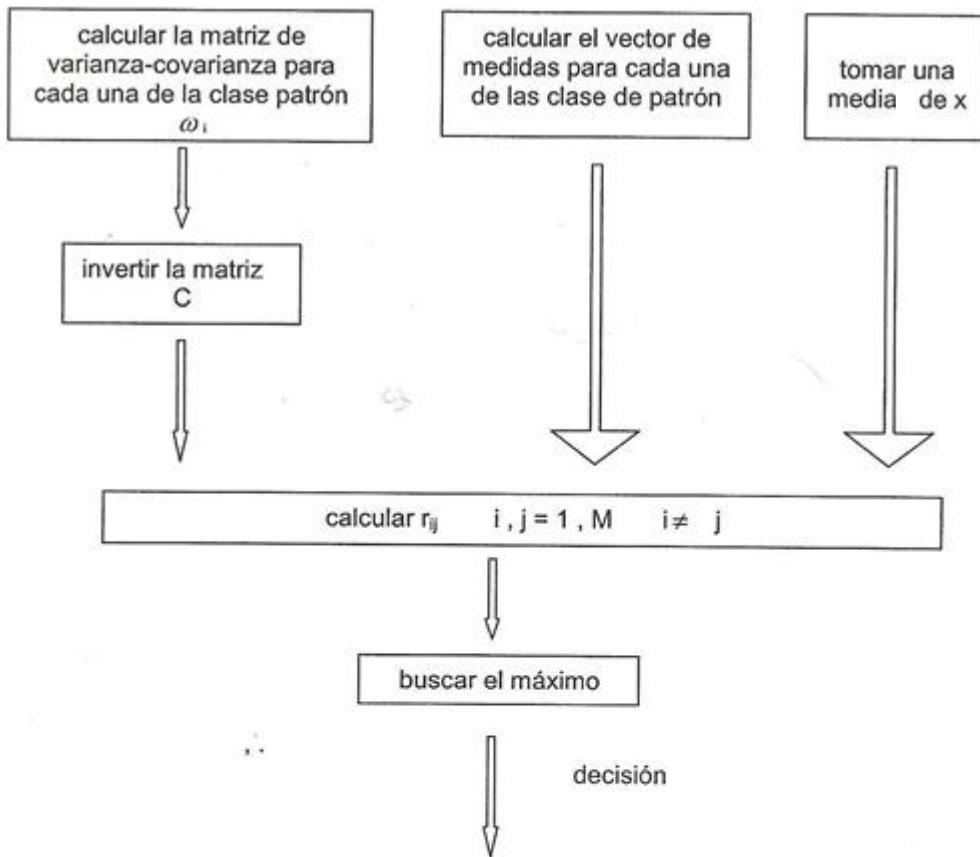 calcular la matriz de
varianza-covarianza para
cada una de la clase patrón
ω i
calcular el vector de
medidas para cada una
de las clase de patrón
tomar una
media de x
invertir la matriz
C
calcular rij i , j = 1 , M i ≠ j
buscar el máximo
decisión